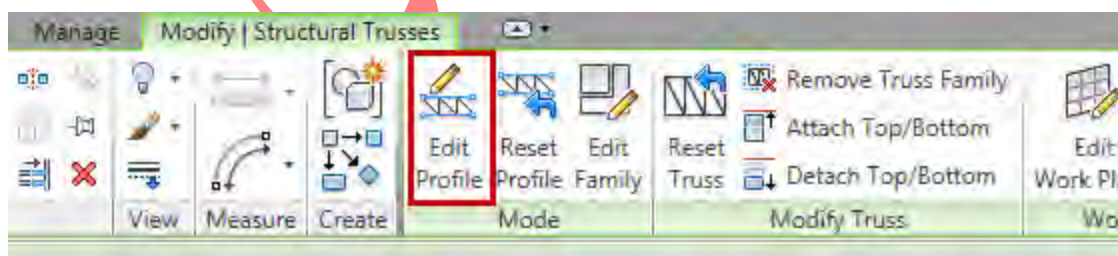 Manage Modify | Structural Trusses
Remove Truss Family
Attach Top/Bottom
Edit Reset Edit Reset Edit
Profile Profile Family Truss Detach Top/Bottom Work Pl
View Measure Create Mode Modify Truss Wo